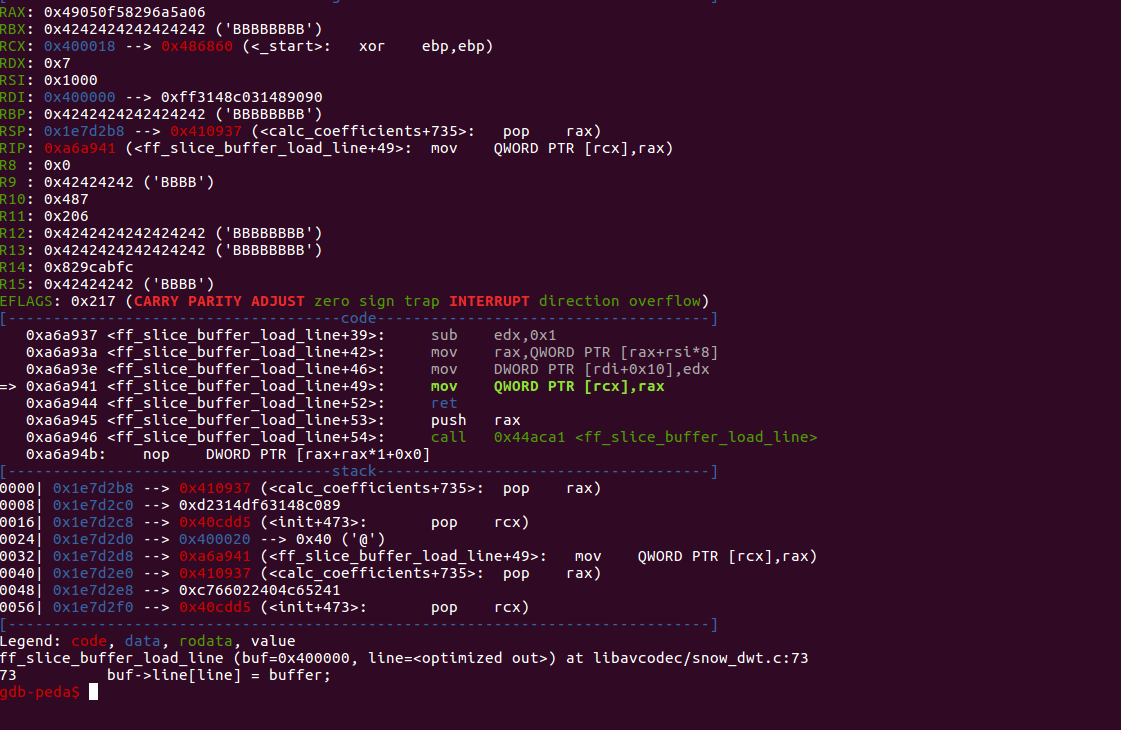 RAX: 0x49050f58296a5a06
RBX: 0x4242424242424242 ('BBBBBBBB')
RCX: 0x400018 --> 0x486860 (<_start>: xor ebp,ebp)
RDX: 0x7
RSI: 0x1000
RDI: 0x400000 --> 0xff3148c031489090
RBP: 0x4242424242424242 ('BBBBBBBB')
RSP: 0x1e7d2b8 --> 0x410937 (<calc_coefficients+735>: pop rax)
RIP: 0xa6a941 (<ff_slice_buffer_load_line+49>: mov QWORD PTR [rcx],rax)
R8 : 0x0
R9 : 0x42424242 ('BBBB')
R10: 0x487
R11: 0x206
R12: 0x4242424242424242 ('BBBBBBBB')
R13: 0x4242424242424242 ('BBBBBBBB')
R14: 0x829cabfc
R15: 0x42424242 ('BBBB')
EFLAGS: 0x217 (CARRY PARITY ADJUST zero sign trap INTERRUPT direction overflow)
[-------------------------------------code-------------------------------------]
0xa6a937 <ff_slice_buffer_load_line+39>: sub edx,0x1
0xa6a93a <ff_slice_buffer_load_line+42>: mov rax,QWORD PTR [rax+rsi*8]
0xa6a93e <ff_slice_buffer_load_line+46>: mov DWORD PTR [rdi+0x10],edx
=> 0xa6a941 <ff_slice_buffer_load_line+49>: mov QWORD PTR [rcx],rax
0xa6a944 <ff_slice_buffer_load_line+52>: ret
0xa6a945 <ff_slice_buffer_load_line+53>: push rax
0xa6a946 <ff_slice_buffer_load_line+54>: call 0x44aca1 <ff_slice_buffer_load_line>
0xa6a94b: nop DWORD PTR [rax+rax*1+0x0]
[------------------------------------stack-------------------------------------]
0000| 0x1e7d2b8 --> 0x410937 (<calc_coefficients+735>: pop rax)
0008| 0x1e7d2c0 --> 0xd2314df63148c089
0016| 0x1e7d2c8 --> 0x40cdd5 (<init+473>: pop rcx)
0024| 0x1e7d2d0 --> 0x400020 --> 0x40 ('@')
0032| 0x1e7d2d8 --> 0xa6a941 (<ff_slice_buffer_load_line+49>: mov QWORD PTR [rcx],rax)
0040| 0x1e7d2e0 --> 0x410937 (<calc_coefficients+735>: pop rax)
0048| 0x1e7d2e8 --> 0xc766022404c65241
0056| 0x1e7d2f0 --> 0x40cdd5 (<init+473>: pop rcx)
[------------------------------------------------------------------------------]
Legend: code, data, rodata, value
ff_slice_buffer_load_line (buf=0x400000, line=<optimized out>) at libavcodec/snow_dwt.c:73
73 buf->line[line] = buffer;
gdb-peda$